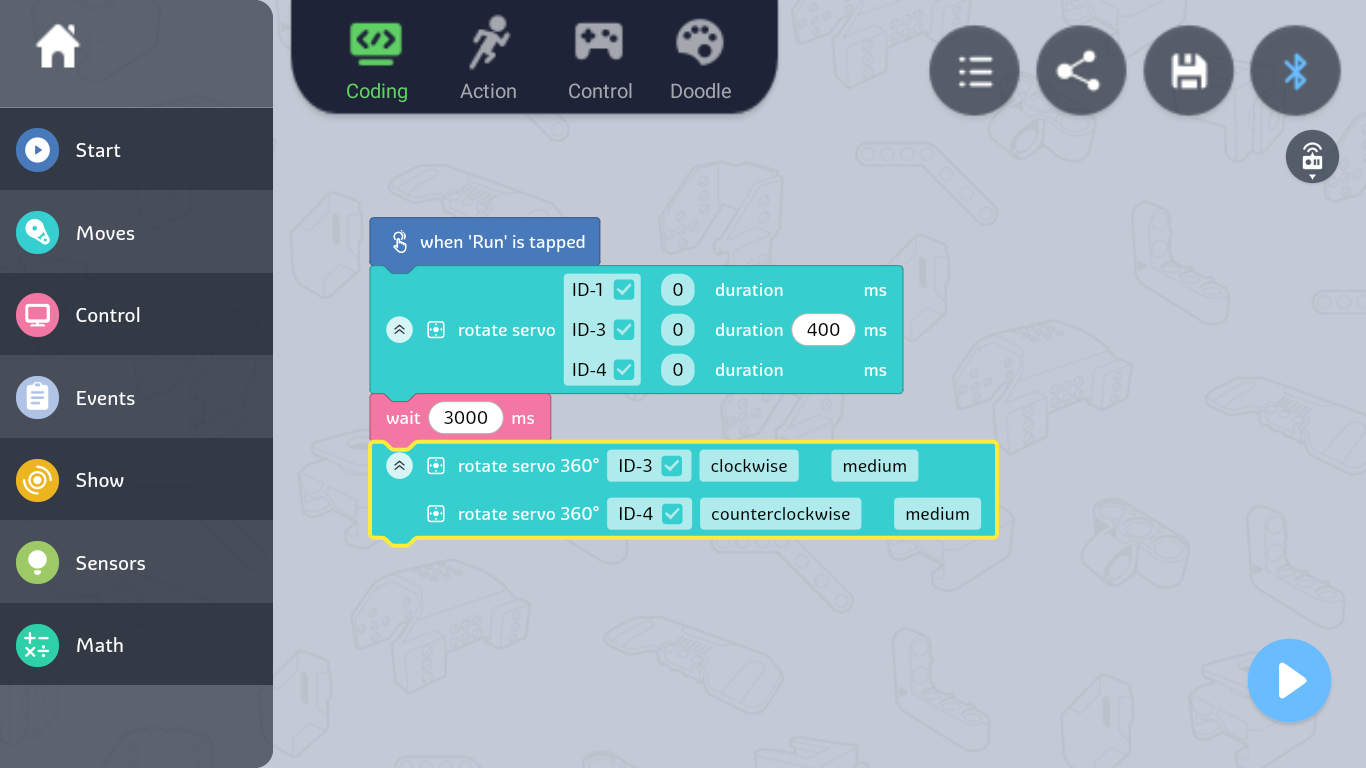 Coding
Action
Control
Doodle
Start
Moves
Control
Events
Show
Sensors
Math
when 'Run' is tapped
rotate servo
ID-1 0 duration ms
ID-3 0 duration 400 ms
ID-4 0 duration ms
wait 3000 ms
rotate servo 360° ID-3 clockwise medium
rotate servo 360° ID-4 counterclockwise medium